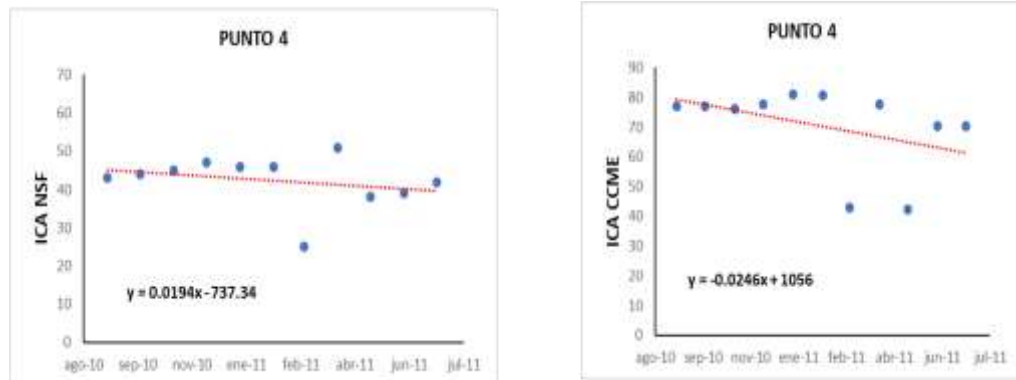 PUNTO 4
70
60
50
40
30
20
10
0
ICA NSF
y = 0.0194x - 737.34
ago-10 sep-10 nov-10 ene-11 feb-11 abr-11 jun-11 jul-11
PUNTO 4
90
80
70
60
50
40
30
20
10
0
ICA CCME
y = -0.0246x + 1056
ago-10 sep-10 nov-10 ene-11 feb-11 abr-11 jun-11 jul-11